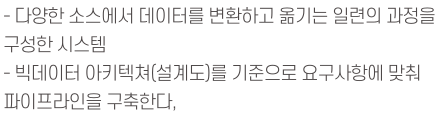 - 다양한 소스에서 데이터를 변환하고 옮기는 일련의 과정을
구성한 시스템
- 빅데이터 아키텍쳐(설계도)를 기준으로 요구사항에 맞춰
파이프라인을 구축한다,